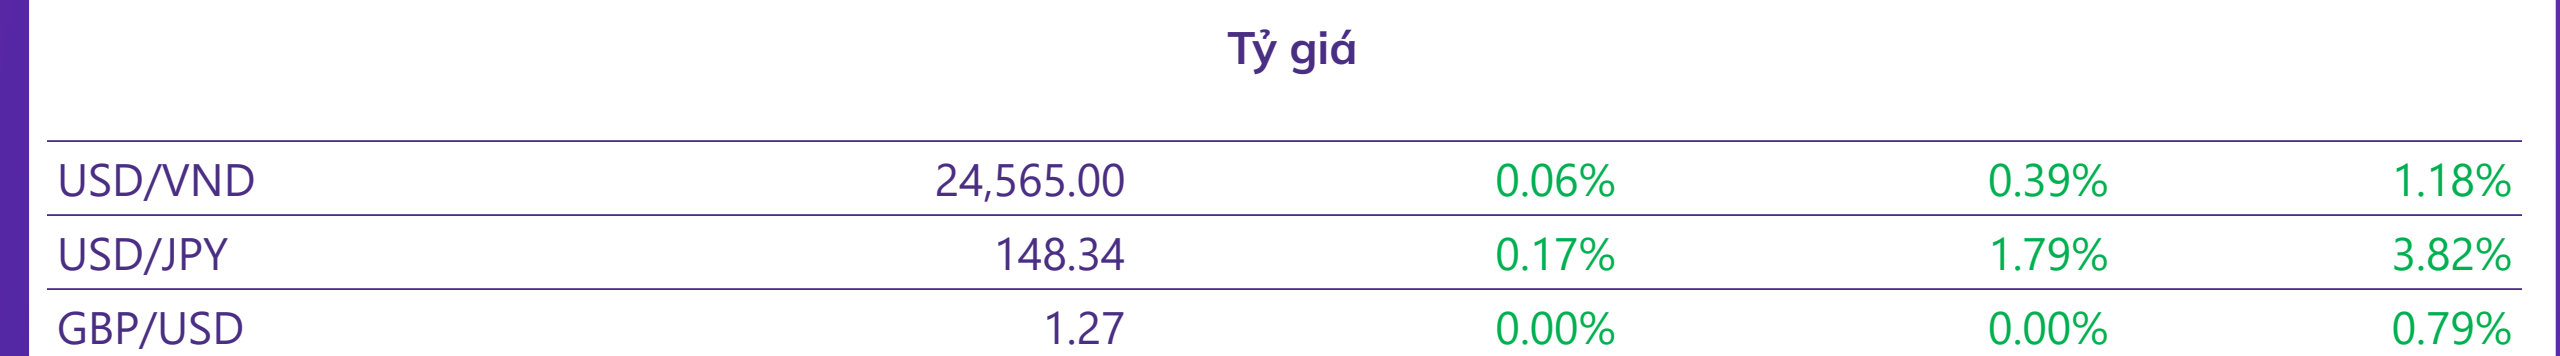 Tỷ giá
USD/VND 24,565.00 0.06% 0.39% 1.18%
USD/JPY 148.34 0.17% 1.79% 3.82%
GBP/USD 1.27 0.00% 0.00% 0.79%